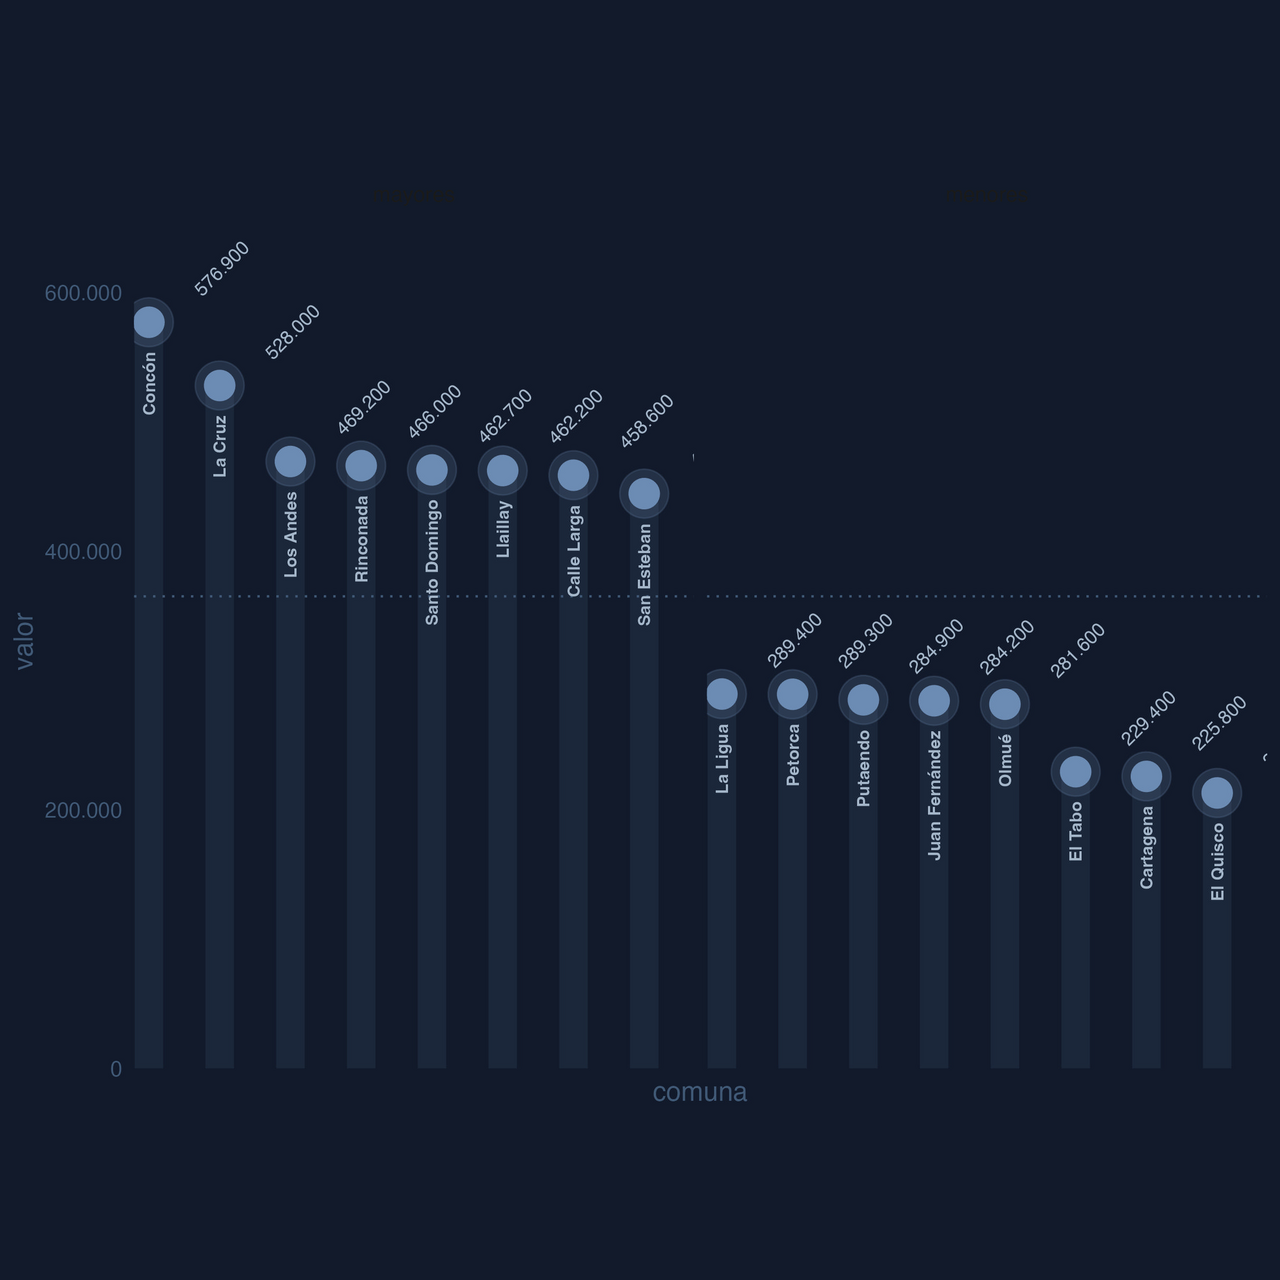 576.900
528.000
469.200
466.000
462.700
462.200
458.600
600.000
400.000
200.000
0
valor
Concón
La Cruz
Los Andes
Rinconada
Santo Domingo
Llaillay
Calle Larga
San Esteban
289.400
289.300
284.900
284.200
281.600
229.400
225.800
La Ligua
Petorca
Putaendo
Juan Fernández
Olmué
El Tabo
Cartagena
El Quisco
comuna